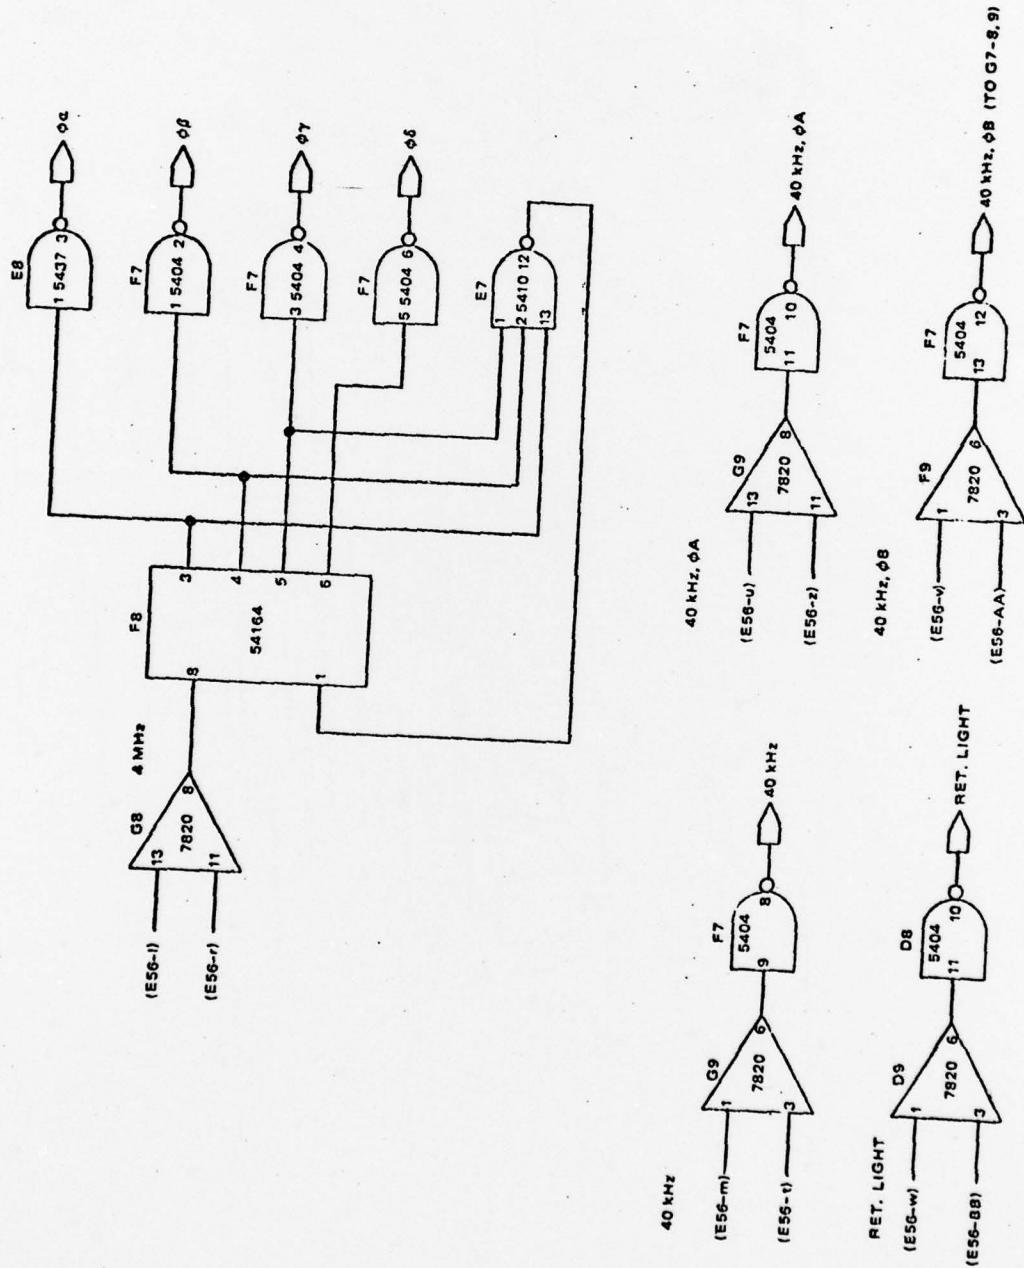 E8
1 5437 3
φα
F7
1 5404 2
φβ
F7
3 5404 4
φγ
F7
5 5404 6
φδ
E7
1
2 5410 12
13
F8
54164
3
4
5
6
8
1
4 MHz
G8
13
7820 8
11
(E56-l)
(E56-r)
40 kHz, φA
(E56-u)
(E56-z)
G9
13
7820 8
11
F7
5404
11 10
40 kHz, φA
40 kHz, φB
(E56-v)
(E56-AA)
F9
1
7820 6
3
F7
5404
13 12
40 kHz, φB (TO G7-8,9)
40 kHz
(E56-m)
(E56-t)
G9
1
7820 6
3
F7
5404
9 8
40 kHz
RET. LIGHT
(E56-w)
(E56-BB)
D9
1
7820 6
3
D8
5404
11 10
RET. LIGHT